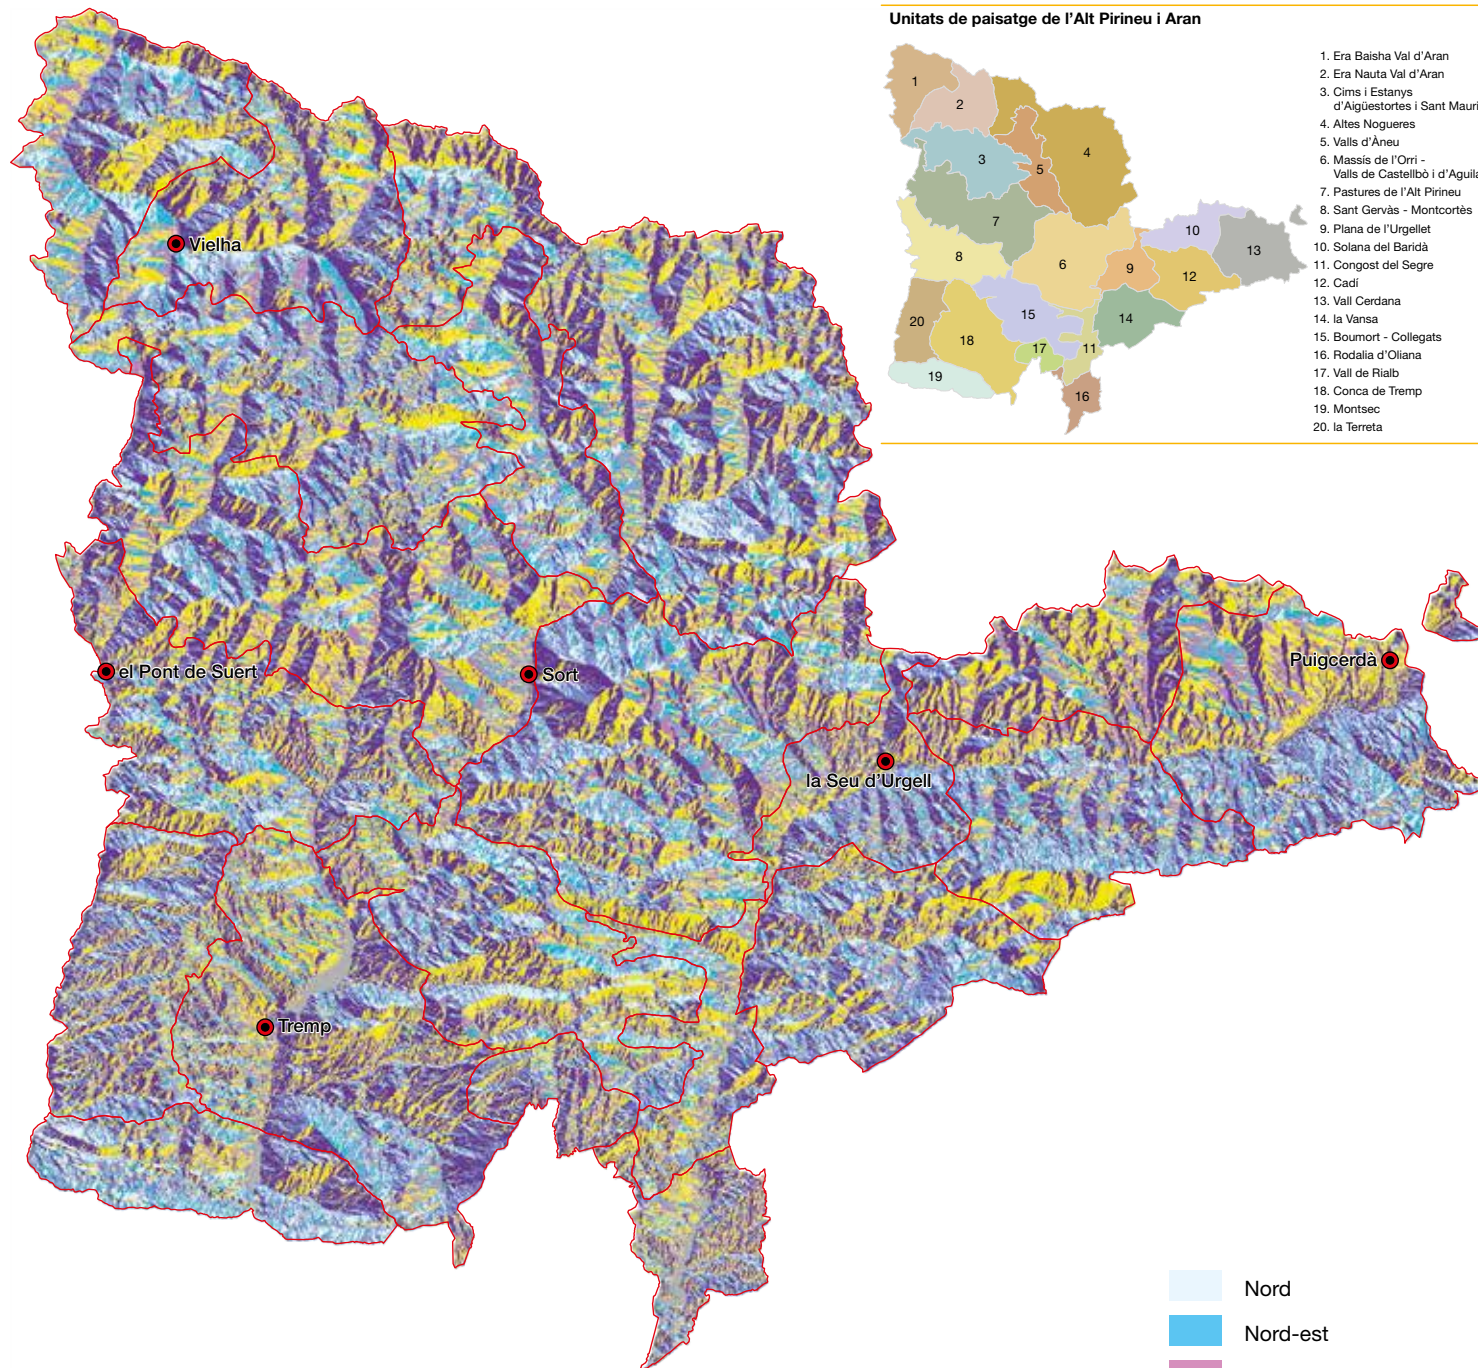 Unitats de paisatge de l'Alt Pirineu i Aran
1. Era Baisha Val d'Aran
2. Era Nauta Val d'Aran
3. Cims i Estanys
d'Aigüestortes i Sant Mauri
4. Altes Nogueres
5. Valls d'Àneu
6. Massís de l'Orri -
Valls de Castellbò i d'Aguila
7. Pastures de l'Alt Pirineu
8. Sant Gervàs - Montcortès
9. Plana de l'Urgellet
10. Solana del Baridà
11. Congost del Segre
12. Cadí
13. Vall Cerdana
14. la Vansa
15. Boumort - Collegats
16. Rodalia d'Oliana
17. Vall de Rialb
18. Conca de Tremp
19. Montsec
20. la Terreta
1
2
3
4
5
7
10
13
8
6
9
12
15
14
20
18
17
11
19
16
Vielha
el Pont de Suert
Sort
Puigcerdà
la Seu d'Urgell
Tremp
Nord
Nord-est